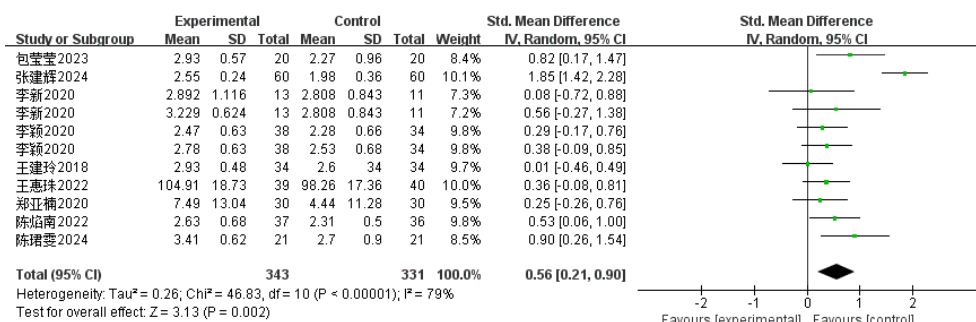 Experimental Control Std. Mean Difference Std. Mean Difference
Study or Subgroup Mean SD Total Mean SD Total Weight IV, Random, 95% CI IV, Random, 95% CI
包莹莹2023 2.93 0.57 20 2.27 0.96 20 8.4% 0.82 [0.17, 1.47]
张建辉2024 2.55 0.24 60 1.98 0.36 60 10.1% 1.85 [1.42, 2.28]
李新2020 2.892 1.116 13 2.808 0.843 11 7.3% 0.08 [-0.72, 0.88]
李新2020 3.229 0.624 13 2.808 0.843 11 7.2% 0.56 [-0.27, 1.38]
李颖2020 2.47 0.63 38 2.28 0.66 34 9.8% 0.29 [-0.17, 0.76]
李颖2020 2.78 0.63 38 2.53 0.68 34 9.8% 0.38 [-0.09, 0.85]
王建玲2018 2.93 0.48 34 2.6 34 34 9.7% 0.01 [-0.46, 0.49]
王惠珠2022 104.91 18.73 39 98.26 17.36 40 10.0% 0.36 [-0.08, 0.81]
郑亚楠2020 7.49 13.04 30 4.44 11.28 30 9.5% 0.25 [-0.26, 0.76]
陈焰南2022 2.63 0.68 37 2.31 0.5 36 9.8% 0.53 [0.06, 1.00]
陈珺雯2024 3.41 0.62 21 2.7 0.9 21 8.5% 0.90 [0.26, 1.54]
Total (95% CI) 343 331 100.0% 0.56 [0.21, 0.90]
Heterogeneity: Tau² = 0.26; Chi² = 46.83, df = 10 (P < 0.00001); I² = 79%
Test for overall effect: Z = 3.13 (P = 0.002)
-2 -1 0 1 2
Favours [experimental] Favours [control]